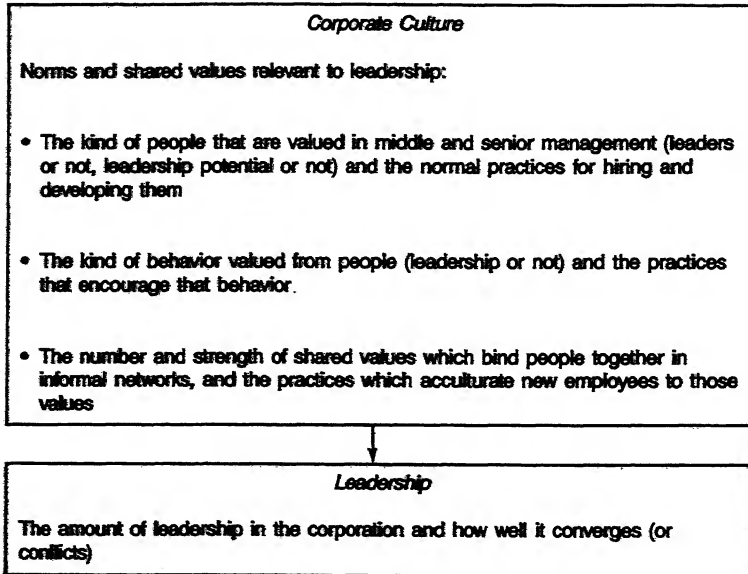 Corporate Culture
Norms and shared values relevant to leadership:
• The kind of people that are valued in middle and senior management (leaders
or not, leadership potential or not) and the normal practices for hiring and
developing them
• The kind of behavior valued from people (leadership or not) and the practices
that encourage that behavior.
• The number and strength of shared values which bind people together in
informal networks, and the practices which acculturate new employees to those
values
Leadership
The amount of leadership in the corporation and how well it converges (or
conflicts)